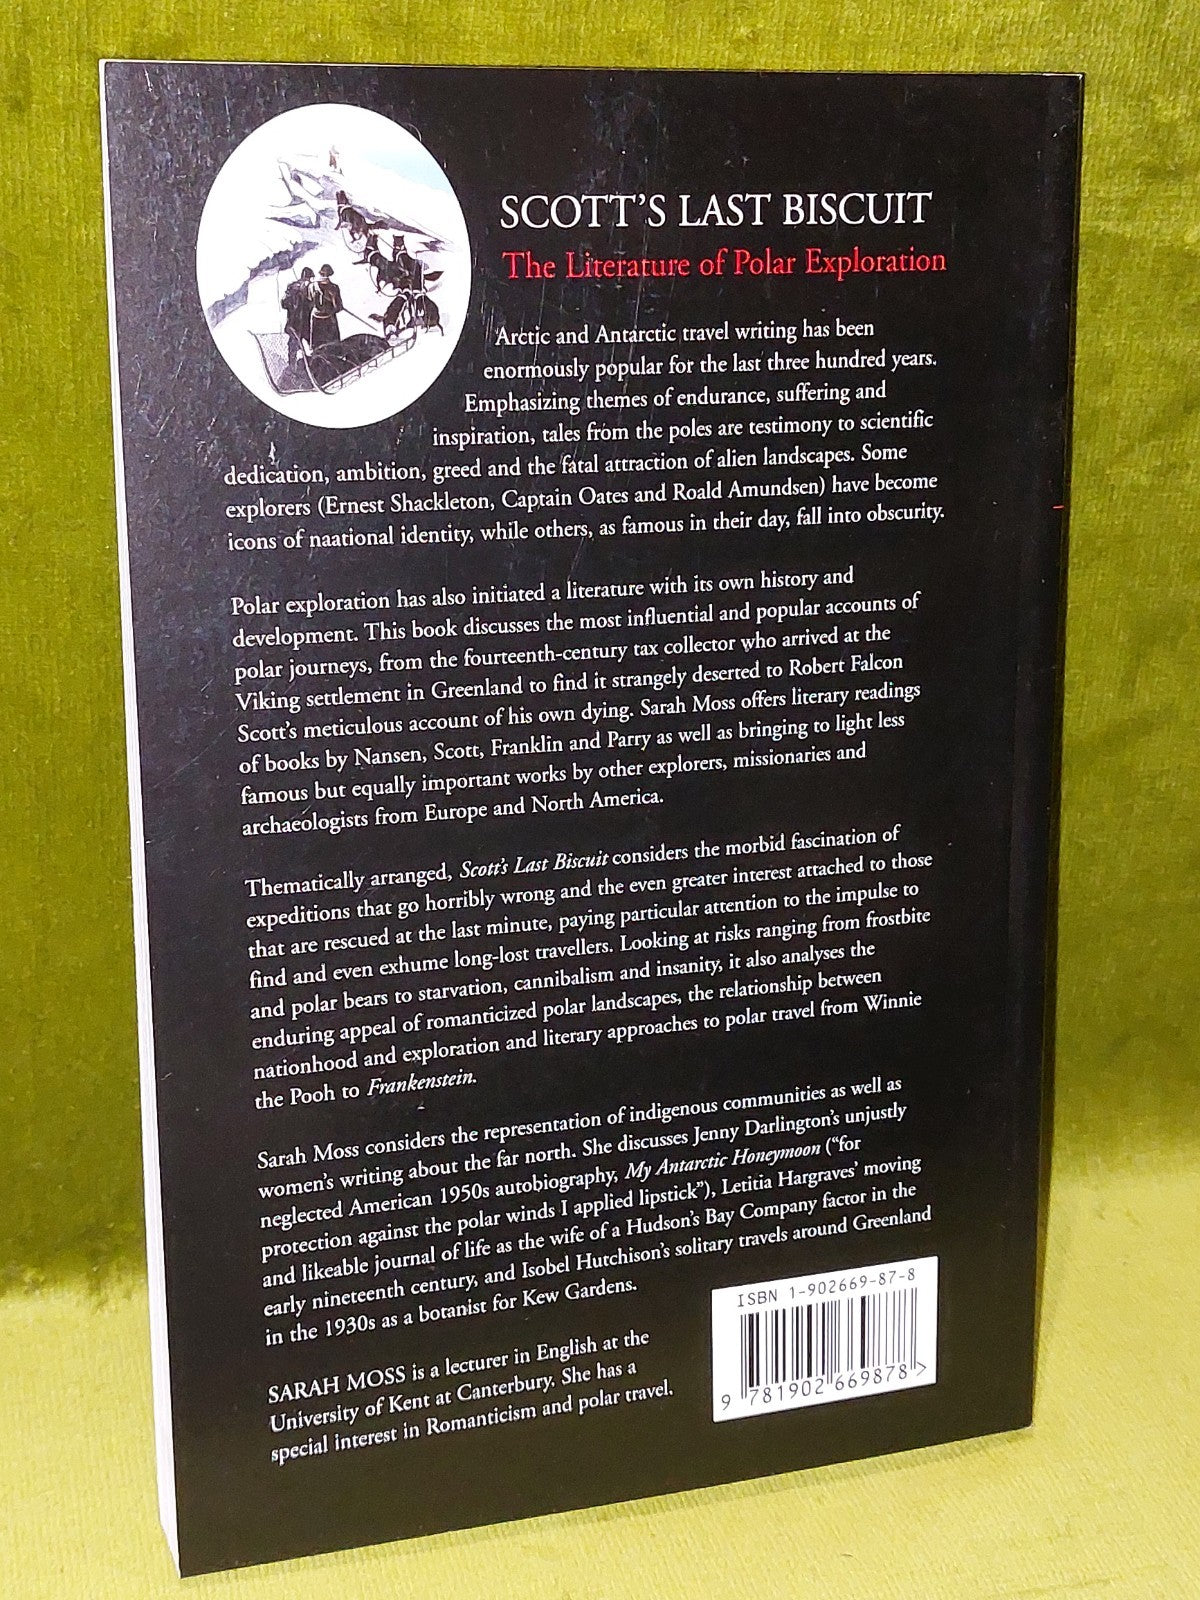 SCOTT'S LAST BISCUIT
The Literature of Polar Exploration
Arctic and Antarctic travel writing has been
enormously popular for the last three hundred years.
Emphasizing themes of endurance, suffering and
inspiration, tales from the poles are testimony to scientific
dedication, ambition, greed and the fatal attraction of alien landscapes. Some
explorers (Ernest Shackleton, Captain Oates and Roald Amundsen) have become
icons of naational identity, while others, as famous in their day, fall into obscurity.
Polar exploration has also initiated a literature with its own history and
development. This book discusses the most influential and popular accounts of
polar journeys, from the fourteenth-century tax collector who arrived at the
Viking settlement in Greenland to find it strangely deserted to Robert Falcon
Scott's meticulous account of his own dying. Sarah Moss offers literary readings
of books by Nansen, Scott, Franklin and Parry as well as bringing to light less
famous but equally important works by other explorers, missionaries and
archaeologists from Europe and North America.
Thematically arranged, Scott's Last Biscuit considers the morbid fascination of
expeditions that go horribly wrong and the even greater interest attached to those
that are rescued at the last minute, paying particular attention to the impulse to
find and even exhume long-lost travellers. Looking at risks ranging from frostbite
and polar bears to starvation, cannibalism and insanity, it also analyses the
enduring appeal of romanticized polar landscapes, the relationship between
nationhood and exploration and literary approaches to polar travel from Winnie
the Pooh to Frankenstein.
Sarah Moss considers the representation of indigenous communities as well as
women's writing about the far north. She discusses Jenny Darlington's unjustly
neglected American 1950s autobiography, My Antarctic Honeymoon ("for
protection against the polar winds I applied lipstick"), Letitia Hargraves' moving
and likeable journal of life as the wife of a Hudson's Bay Company factor in the
early nineteenth century, and Isobel Hutchison's solitary travels around Greenland
in the 1930s as a botanist for Kew Gardens.
SARAH MOSS is a lecturer in English at the
University of Kent at Canterbury. She has a
special interest in Romanticism and polar travel.
ISBN 1-902669-87-8
9 781902 669878 >